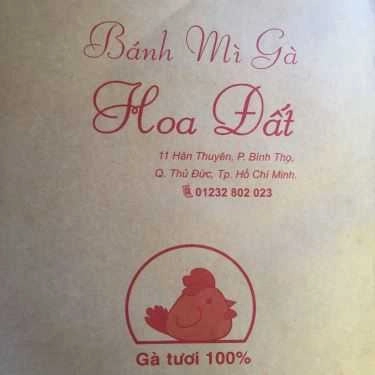 Bánh Mì Gà
Hoa Đất
11 Hàn Thuyên, P. Bình Thọ,
Q. Thủ Đức, Tp. Hồ Chí Minh.
01232 802 023
Gà tươi 100%